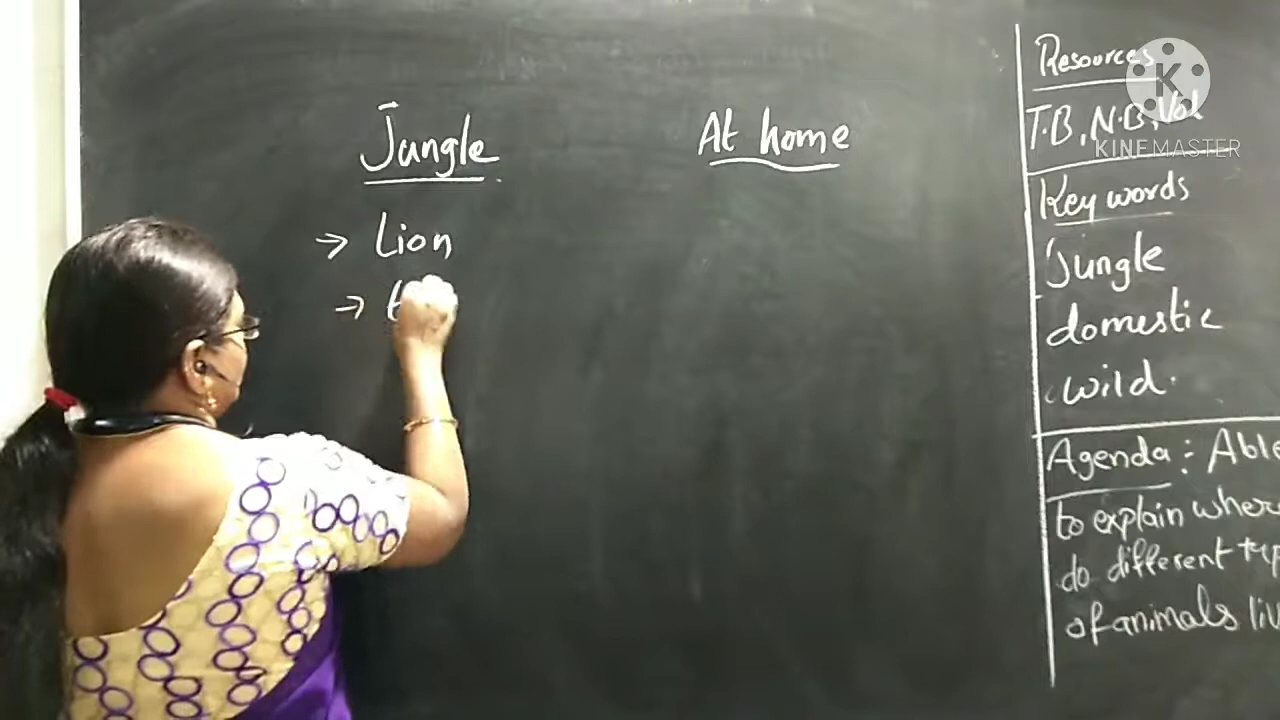 Jungle
At home
→ Lion
→ t
Resources
T.B, N.B, Vol
Key words
Jungle
domestic
wild.
Agenda : Able
to explain where
do different typ
of animals liv
K
KINEMASTER